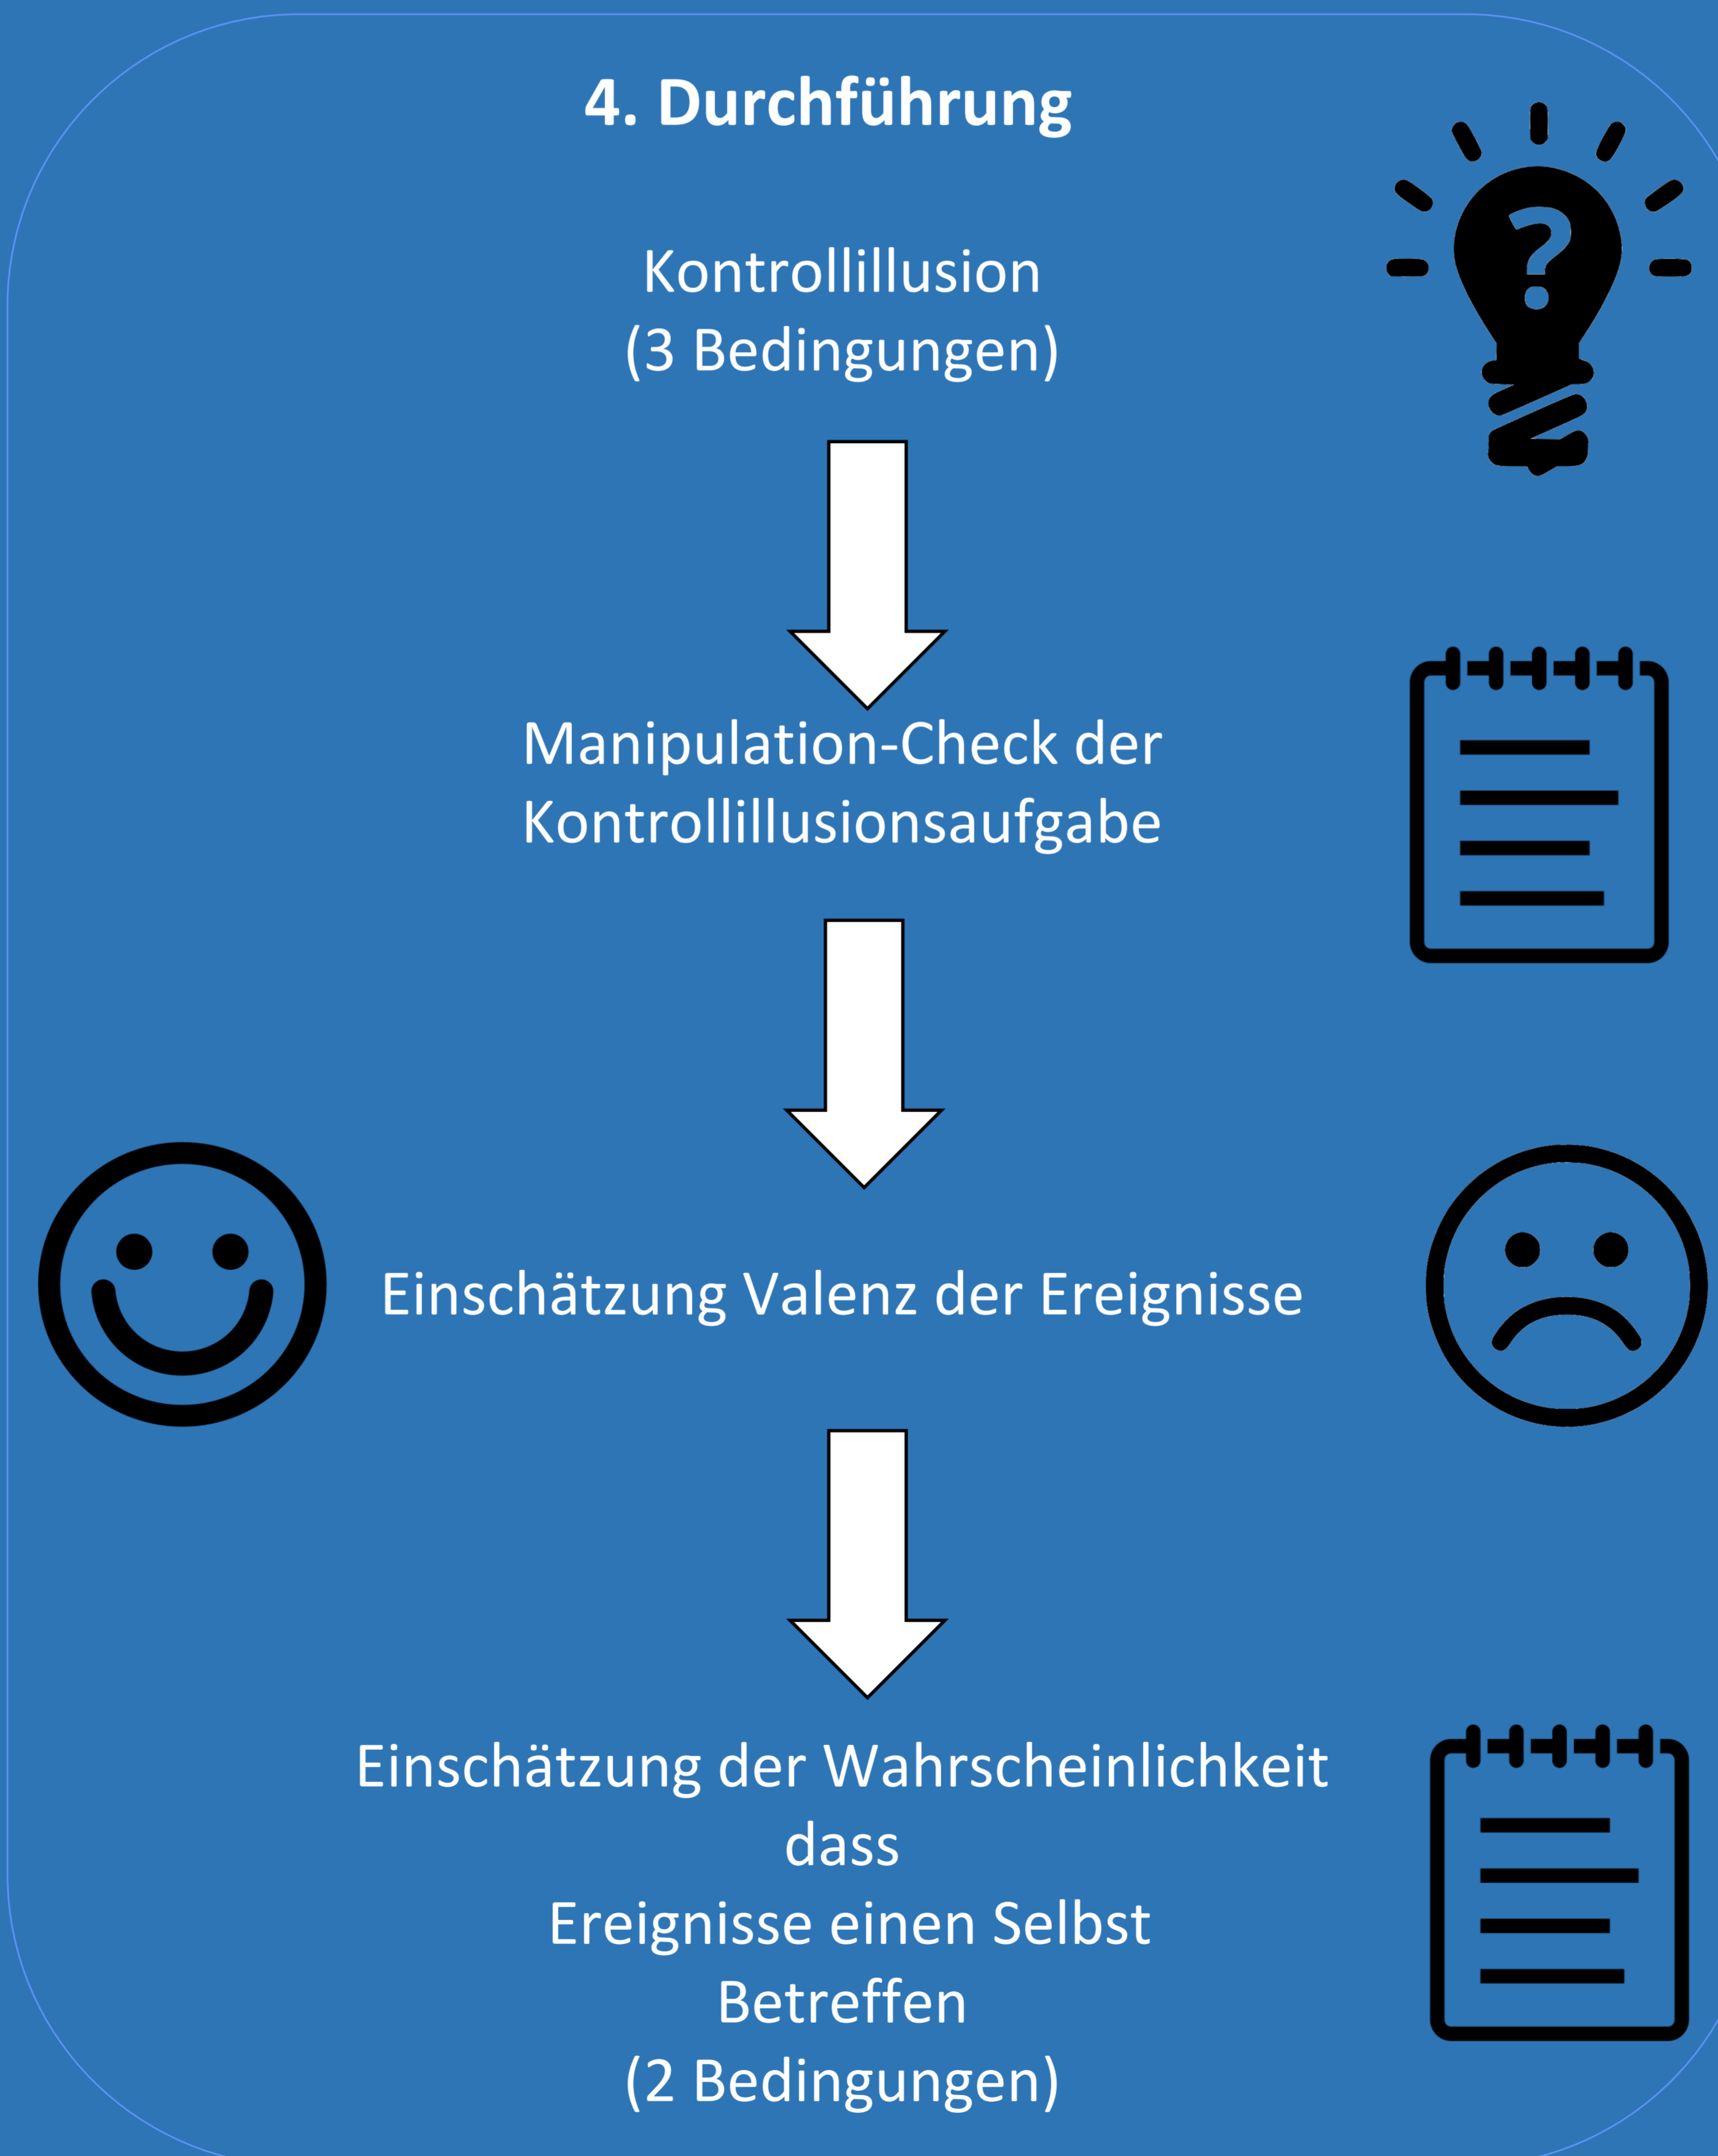 4. Durchführung
Kontrollillusion
(3 Bedingungen)
?
Manipulation-Check der
Kontrollillusionsaufgabe
Einschätzung Valenz der Ereignisse
Einschätzung der Wahrscheinlichkeit
dass
Ereignisse einen Selbst
Betreffen
(2 Bedingungen)